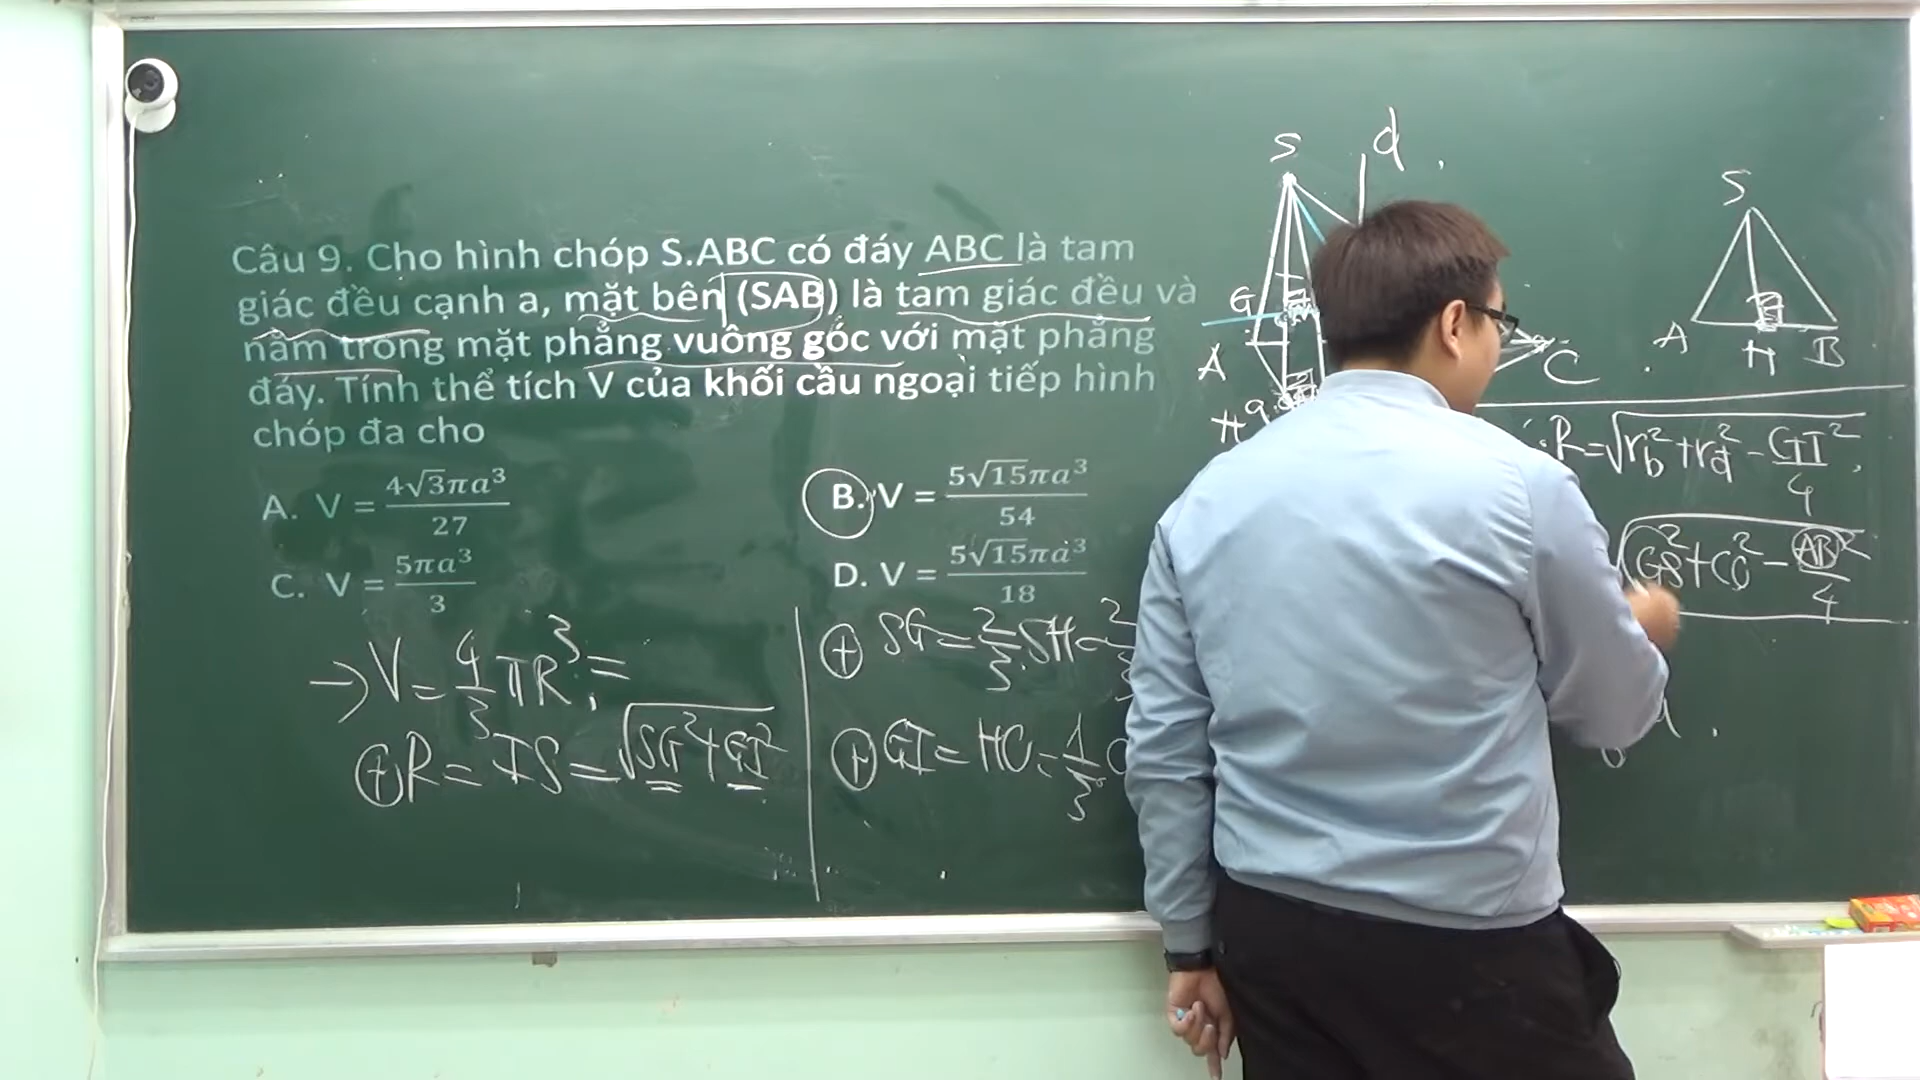 Câu 9. Cho hình chóp S.ABC có đáy ABC là tam
giác đều cạnh a, mặt bên (SAB) là tam giác đều và
nằm trong mặt phẳng vuông góc với mặt phẳng
đáy. Tính thể tích V của khối cầu ngoại tiếp hình
chóp đa cho
A. V = 4√3πa³/27
B. V = 5√15πa³/54
C. V = 5πa³/3
D. V = 5√15πa³/18
→ V = 4/3 πR³ =
⊕ R = IS = √(SG² + GI²)
⊕ SG = 2/3 SH = 2/3
⊕ GI = HO = 1/3 C
S
d
G
A
H
C
S
A
H
B
R = √(r_b² + r_d² - GI²/4)
√(GS² + CO² - AB²/4)